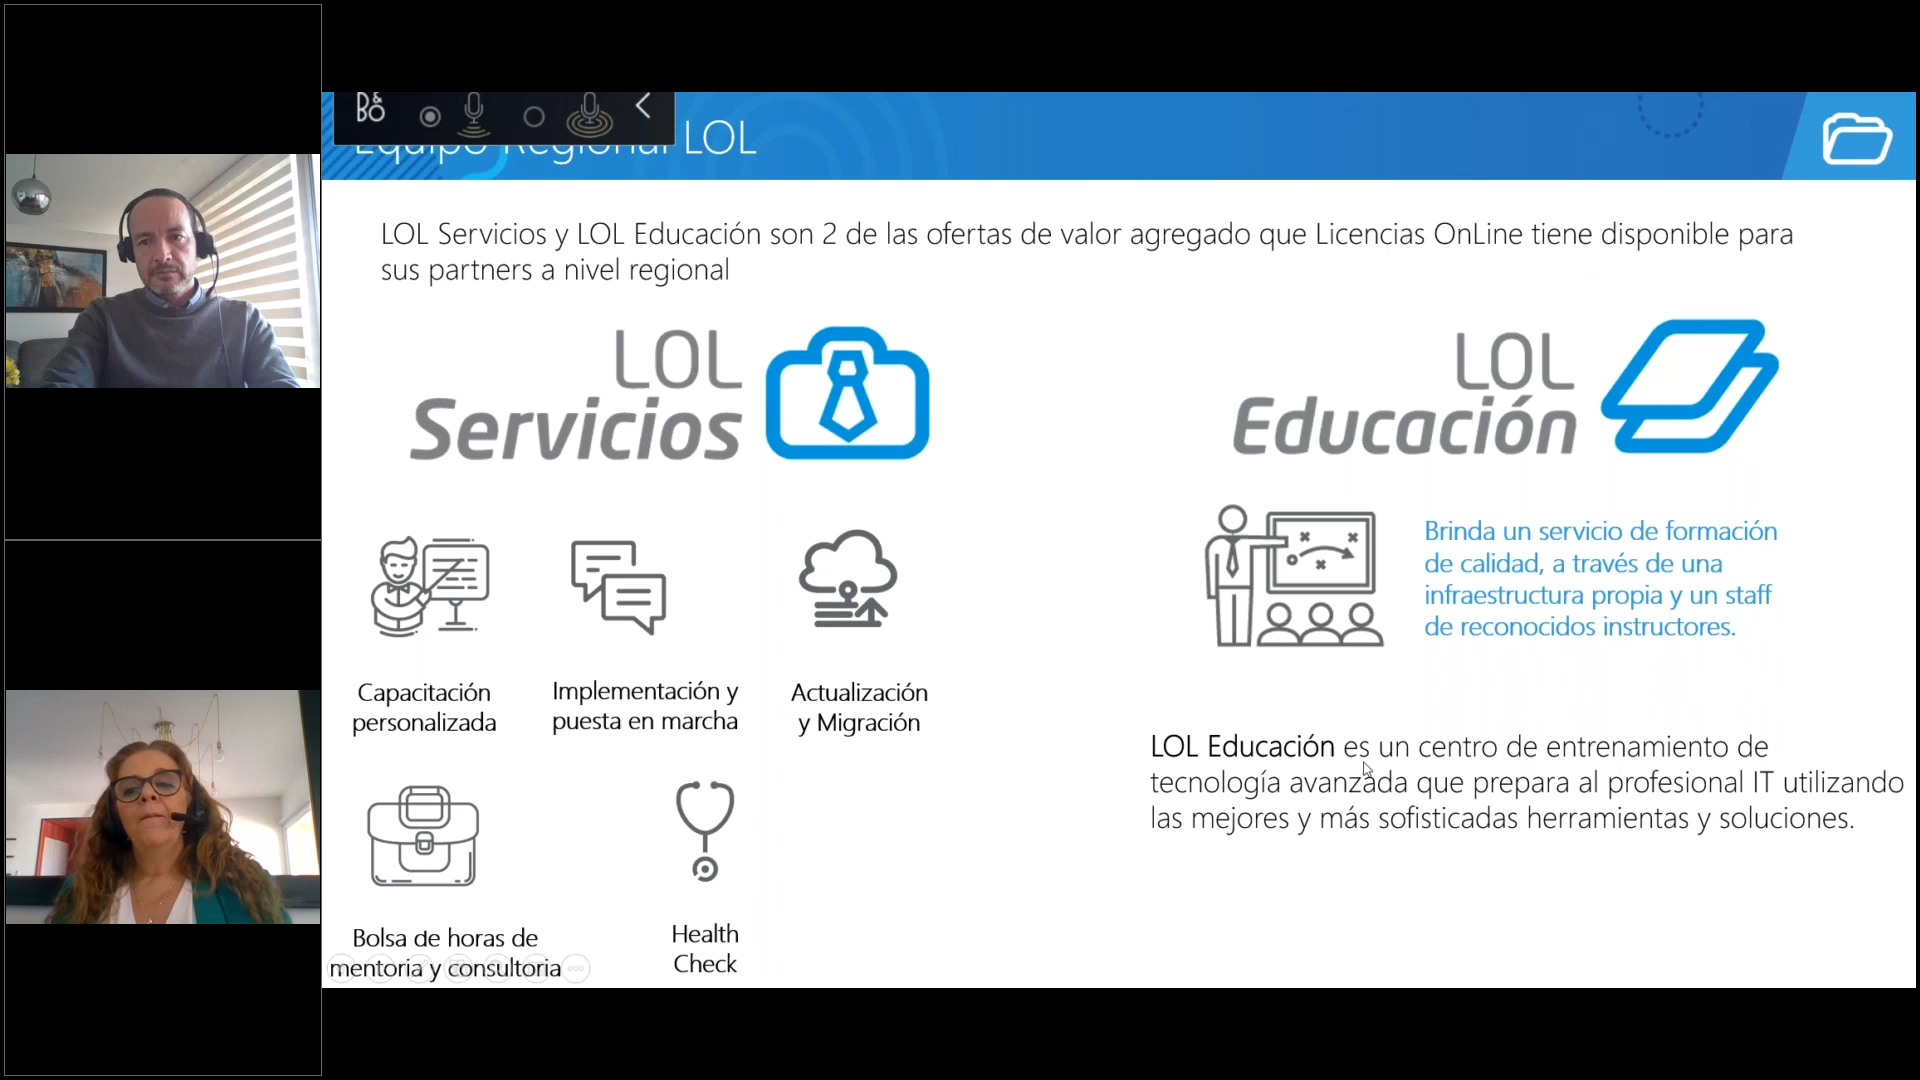 B&O
Equipo Regional LOL
LOL Servicios y LOL Educación son 2 de las ofertas de valor agregado que Licencias OnLine tiene disponible para
sus partners a nivel regional
LOL
Servicios
LOL
Educación
Capacitación
personalizada
Implementación y
puesta en marcha
Actualización
y Migración
Bolsa de horas de
mentoria y consultoria
Health
Check
Brinda un servicio de formación
de calidad, a través de una
infraestructura propia y un staff
de reconocidos instructores.
LOL Educación es un centro de entrenamiento de
tecnología avanzada que prepara al profesional IT utilizando
las mejores y más sofisticadas herramientas y soluciones.